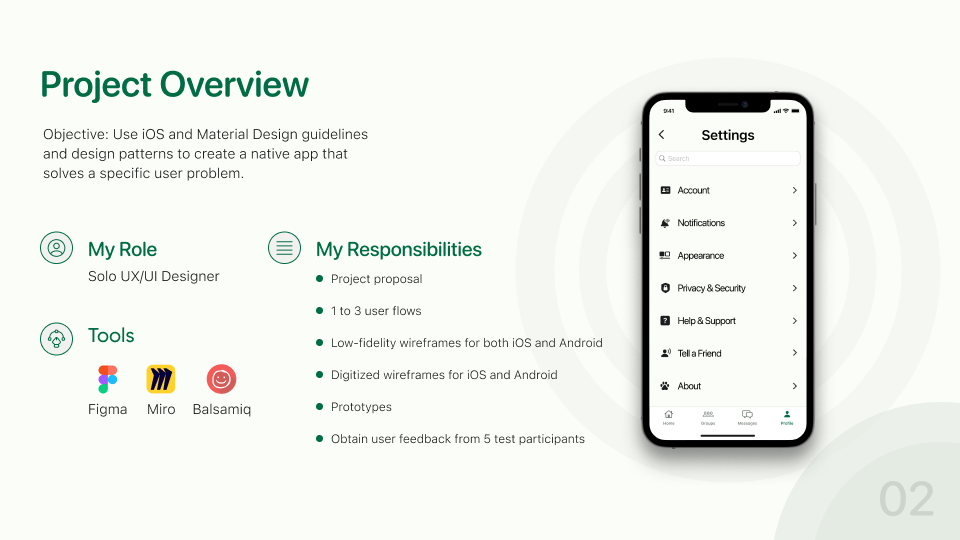 Project Overview
Objective: Use iOS and Material Design guidelines
and design patterns to create a native app that
solves a specific user problem.
My Role
Solo UX/UI Designer
Tools
Figma
Miro
Balsamiq
My Responsibilities
Project proposal
1 to 3 user flows
Low-fidelity wireframes for both iOS and Android
Digitized wireframes for iOS and Android
Prototypes
Obtain user feedback from 5 test participants
9:41
Settings
Search
Account
Notifications
Appearance
Privacy & Security
Help & Support
Tell a Friend
About
Home
Groups
Messages
Profile
02